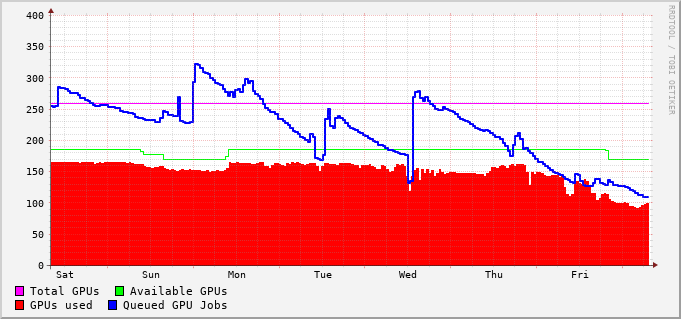 400
350
300
250
200
150
100
50
0
Sat Sun Mon Tue Wed Thu Fri
Total GPUs Available GPUs
GPUs used Queued GPU Jobs
RRDTOOL / TOBI OETIKER